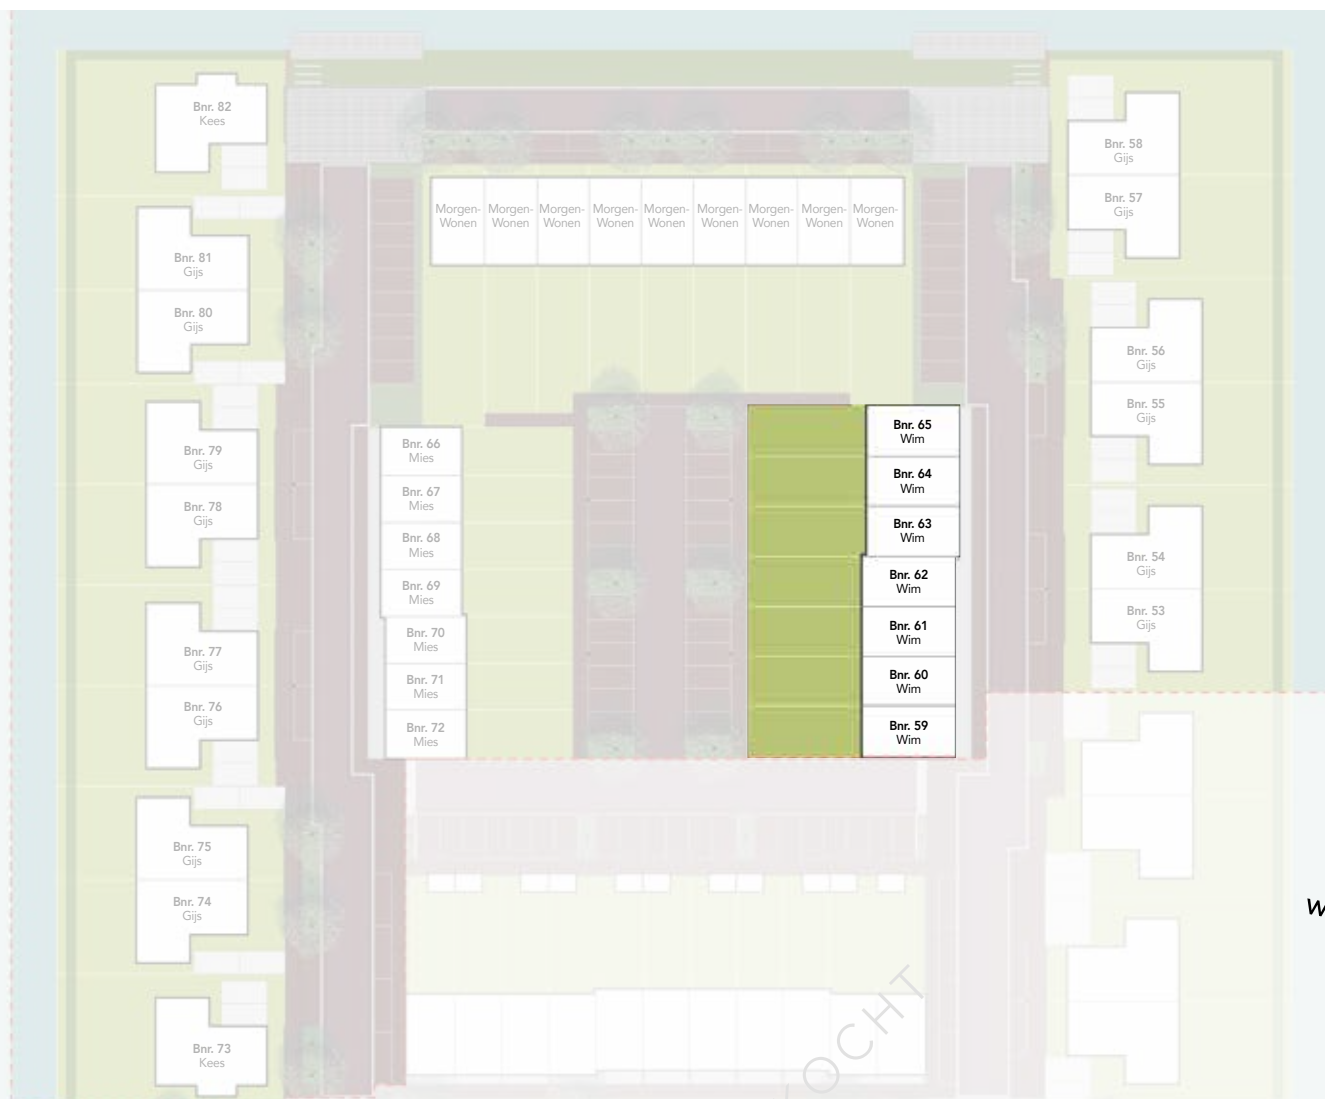 Bnr. 82
Kees
Bnr. 58
Gijs
Bnr. 57
Gijs
Morgen-
Wonen
Morgen-
Wonen
Morgen-
Wonen
Morgen-
Wonen
Morgen-
Wonen
Morgen-
Wonen
Morgen-
Wonen
Morgen-
Wonen
Morgen-
Wonen
Bnr. 81
Gijs
Bnr. 80
Gijs
Bnr. 56
Gijs
Bnr. 55
Gijs
Bnr. 79
Gijs
Bnr. 78
Gijs
Bnr. 66
Mies
Bnr. 67
Mies
Bnr. 68
Mies
Bnr. 69
Mies
Bnr. 70
Mies
Bnr. 71
Mies
Bnr. 72
Mies
Bnr. 65
Wim
Bnr. 64
Wim
Bnr. 63
Wim
Bnr. 62
Wim
Bnr. 61
Wim
Bnr. 60
Wim
Bnr. 59
Wim
Bnr. 54
Gijs
Bnr. 53
Gijs
Bnr. 77
Gijs
Bnr. 76
Gijs
Bnr. 75
Gijs
Bnr. 74
Gijs
Bnr. 73
Kees
OCHT